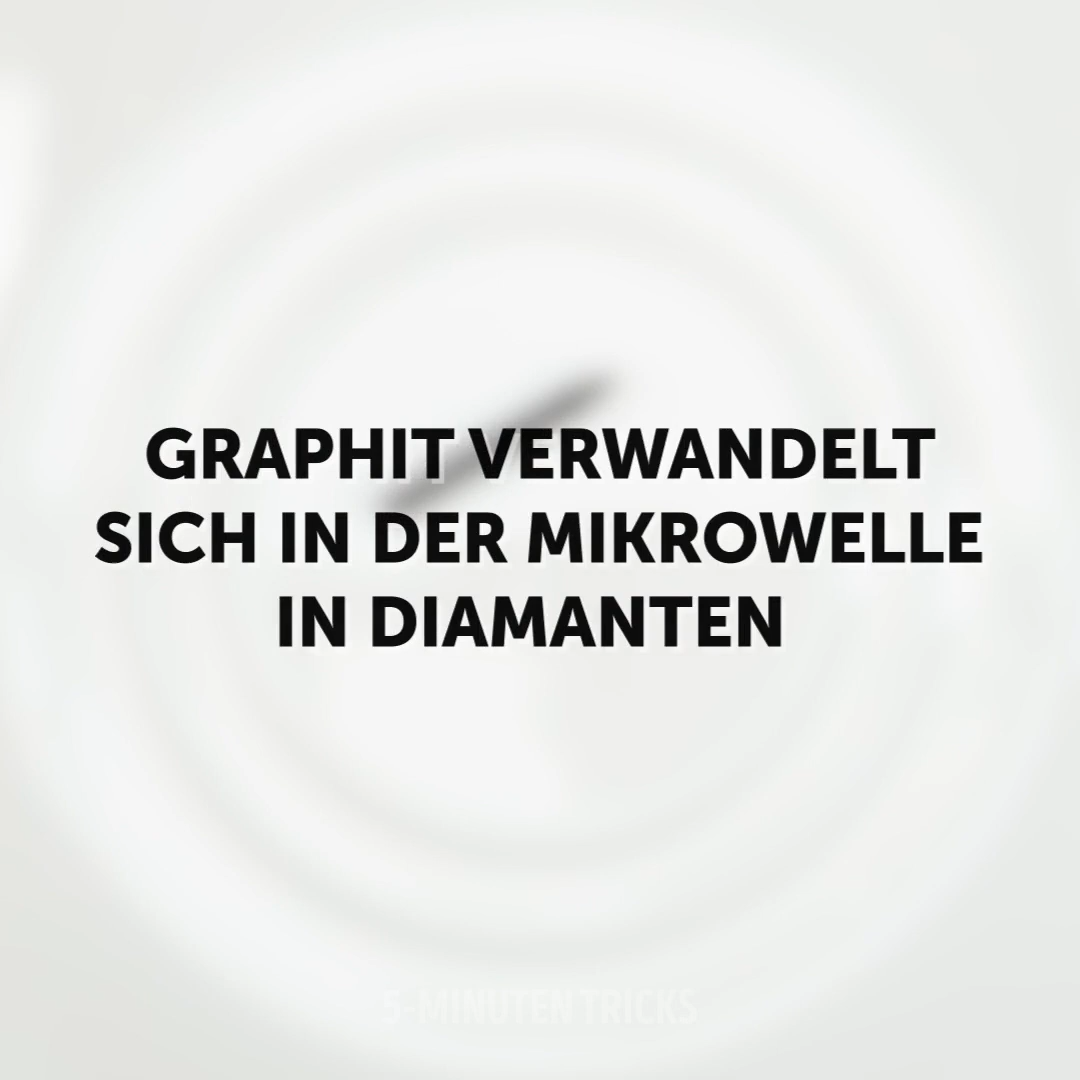 GRAPHIT VERWANDELT
SICH IN DER MIKROWELLE
IN DIAMANTEN
5-MINUTEN TRICKS